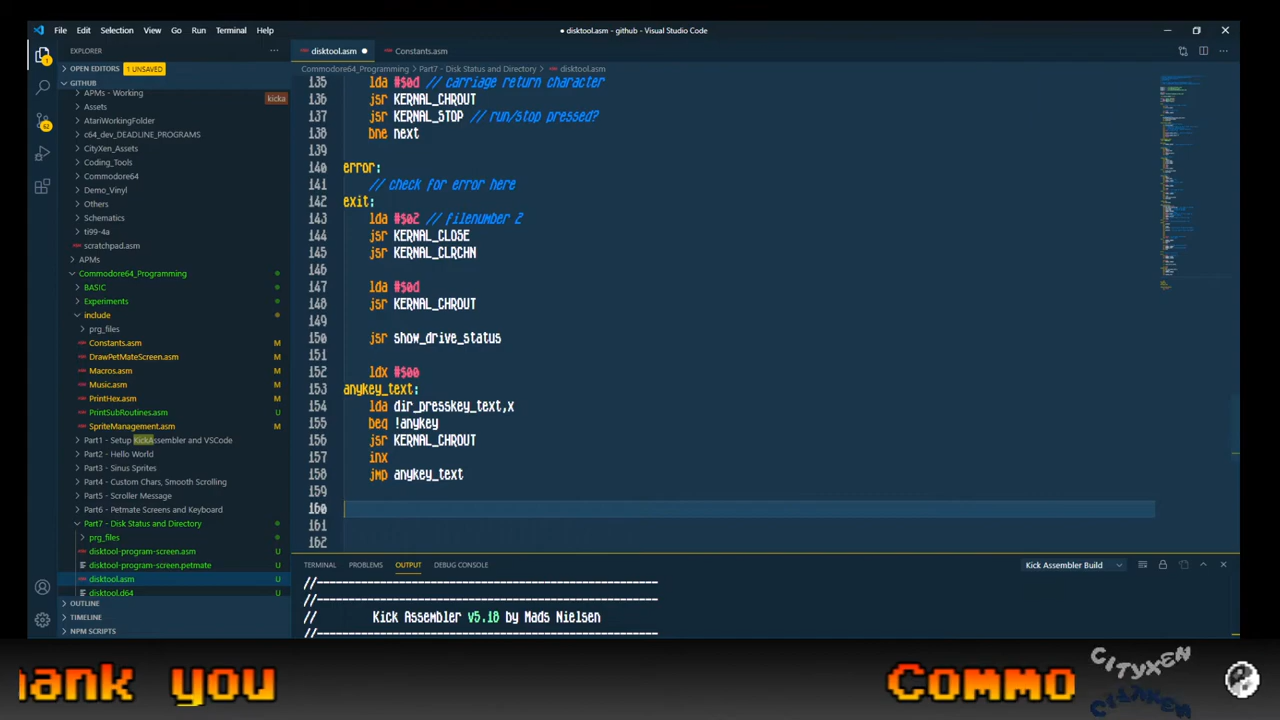 File Edit Selection View Go Run Terminal Help
● disktool.asm - github - Visual Studio Code
EXPLORER
disktool.asm
Constants.asm
OPEN EDITORS 1 UNSAVED
Commodore64_Programming > Part7 - Disk Status and Directory > disktool.asm
GITHUB
kicka
APMs - Working
Assets
AtariWorkingFolder
c64_dev_DEADLINE_PROGRAMS
CityXen_Assets
Coding_Tools
Commodore64
Demo_Vinyl
Others
Schematics
ti99-4a
scratchpad.asm
APMs
Commodore64_Programming
BASIC
Experiments
include
prg_files
Constants.asm M
DrawPetMateScreen.asm M
Macros.asm M
Music.asm M
PrintHex.asm M
PrintSubRoutines.asm U
SpriteManagement.asm M
Part1 - Setup KickAssembler and VSCode
Part2 - Hello World
Part3 - Sinus Sprites
Part4 - Custom Chars, Smooth Scrolling
Part5 - Scroller Message
Part6 - Petmate Screens and Keyboard
Part7 - Disk Status and Directory
prg_files
disktool-program-screen.asm U
disktool-program-screen.petmate U
disktool.asm U
disktool.d64 U
OUTLINE
TIMELINE
NPM SCRIPTS
1
62
135 lda #$0d // carriage return character
136 jsr KERNAL_CHROUT
137 jsr KERNAL_STOP // run/stop pressed?
138 bne next
139
140 error:
141 // check for error here
142 exit:
143 lda #$02 // filenumber 2
144 jsr KERNAL_CLOSE
145 jsr KERNAL_CLRCHN
146
147 lda #$0d
148 jsr KERNAL_CHROUT
149
150 jsr show_drive_status
151
152 ldx #$00
153 anykey_text:
154 lda dir_presskey_text,x
155 beq !anykey
156 jsr KERNAL_CHROUT
157 inx
158 jmp anykey_text
159
160
161
162
TERMINAL PROBLEMS OUTPUT DEBUG CONSOLE
Kick Assembler Build
//------------------------------------------------------
//------------------------------------------------------
// Kick Assembler v5.18 by Mads Nielsen
//------------------------------------------------------
hank you
Commo
CITYXEN